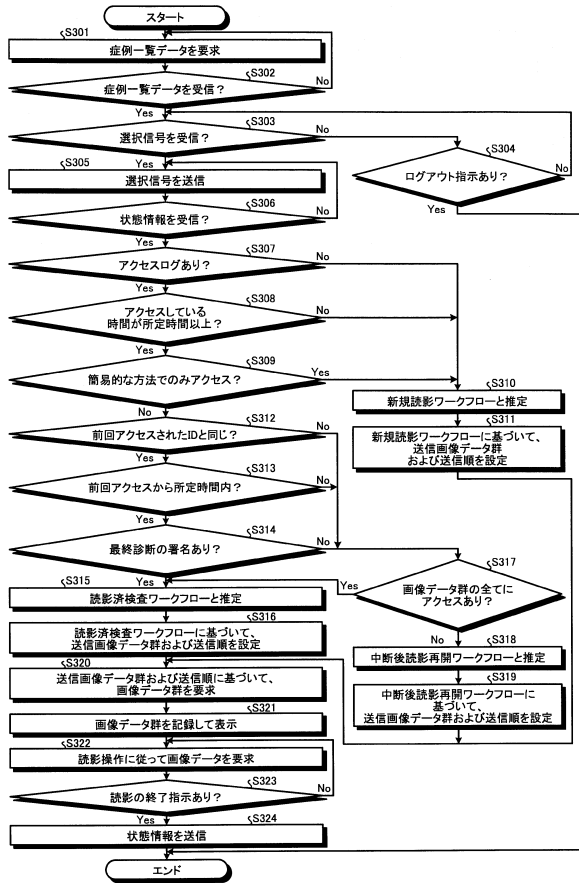 スタート
S301
症例一覧データを要求
S302
症例一覧データを受信？
No
Yes
S303
選択信号を受信？
No
S304
ログアウト指示あり？
No
Yes
Yes
S305
選択信号を送信
S306
状態情報を受信？
No
Yes
S307
アクセスログあり？
No
Yes
S308
アクセスしている
時間が所定時間以上？
No
Yes
S309
簡易的な方法でのみアクセス？
Yes
No
S310
新規読影ワークフローと推定
S311
新規読影ワークフローに基づいて、
送信画像データ群
および送信順を設定
S312
前回アクセスされたIDと同じ？
No
Yes
S313
前回アクセスから所定時間内？
No
Yes
S314
最終診断の署名あり？
No
Yes
S315
読影済検査ワークフローと推定
S316
読影済検査ワークフローに基づいて、
送信画像データ群および送信順を設定
S317
画像データ群の全てに
アクセスあり？
Yes
No
S318
中断後読影再開ワークフローと推定
S319
中断後読影再開ワークフローに
基づいて、
送信画像データ群および送信順を設定
S320
送信画像データ群および送信順に基づいて、
画像データ群を要求
S321
画像データ群を記録して表示
S322
読影操作に従って画像データを要求
S323
読影の終了指示あり？
No
Yes
S324
状態情報を送信
エンド